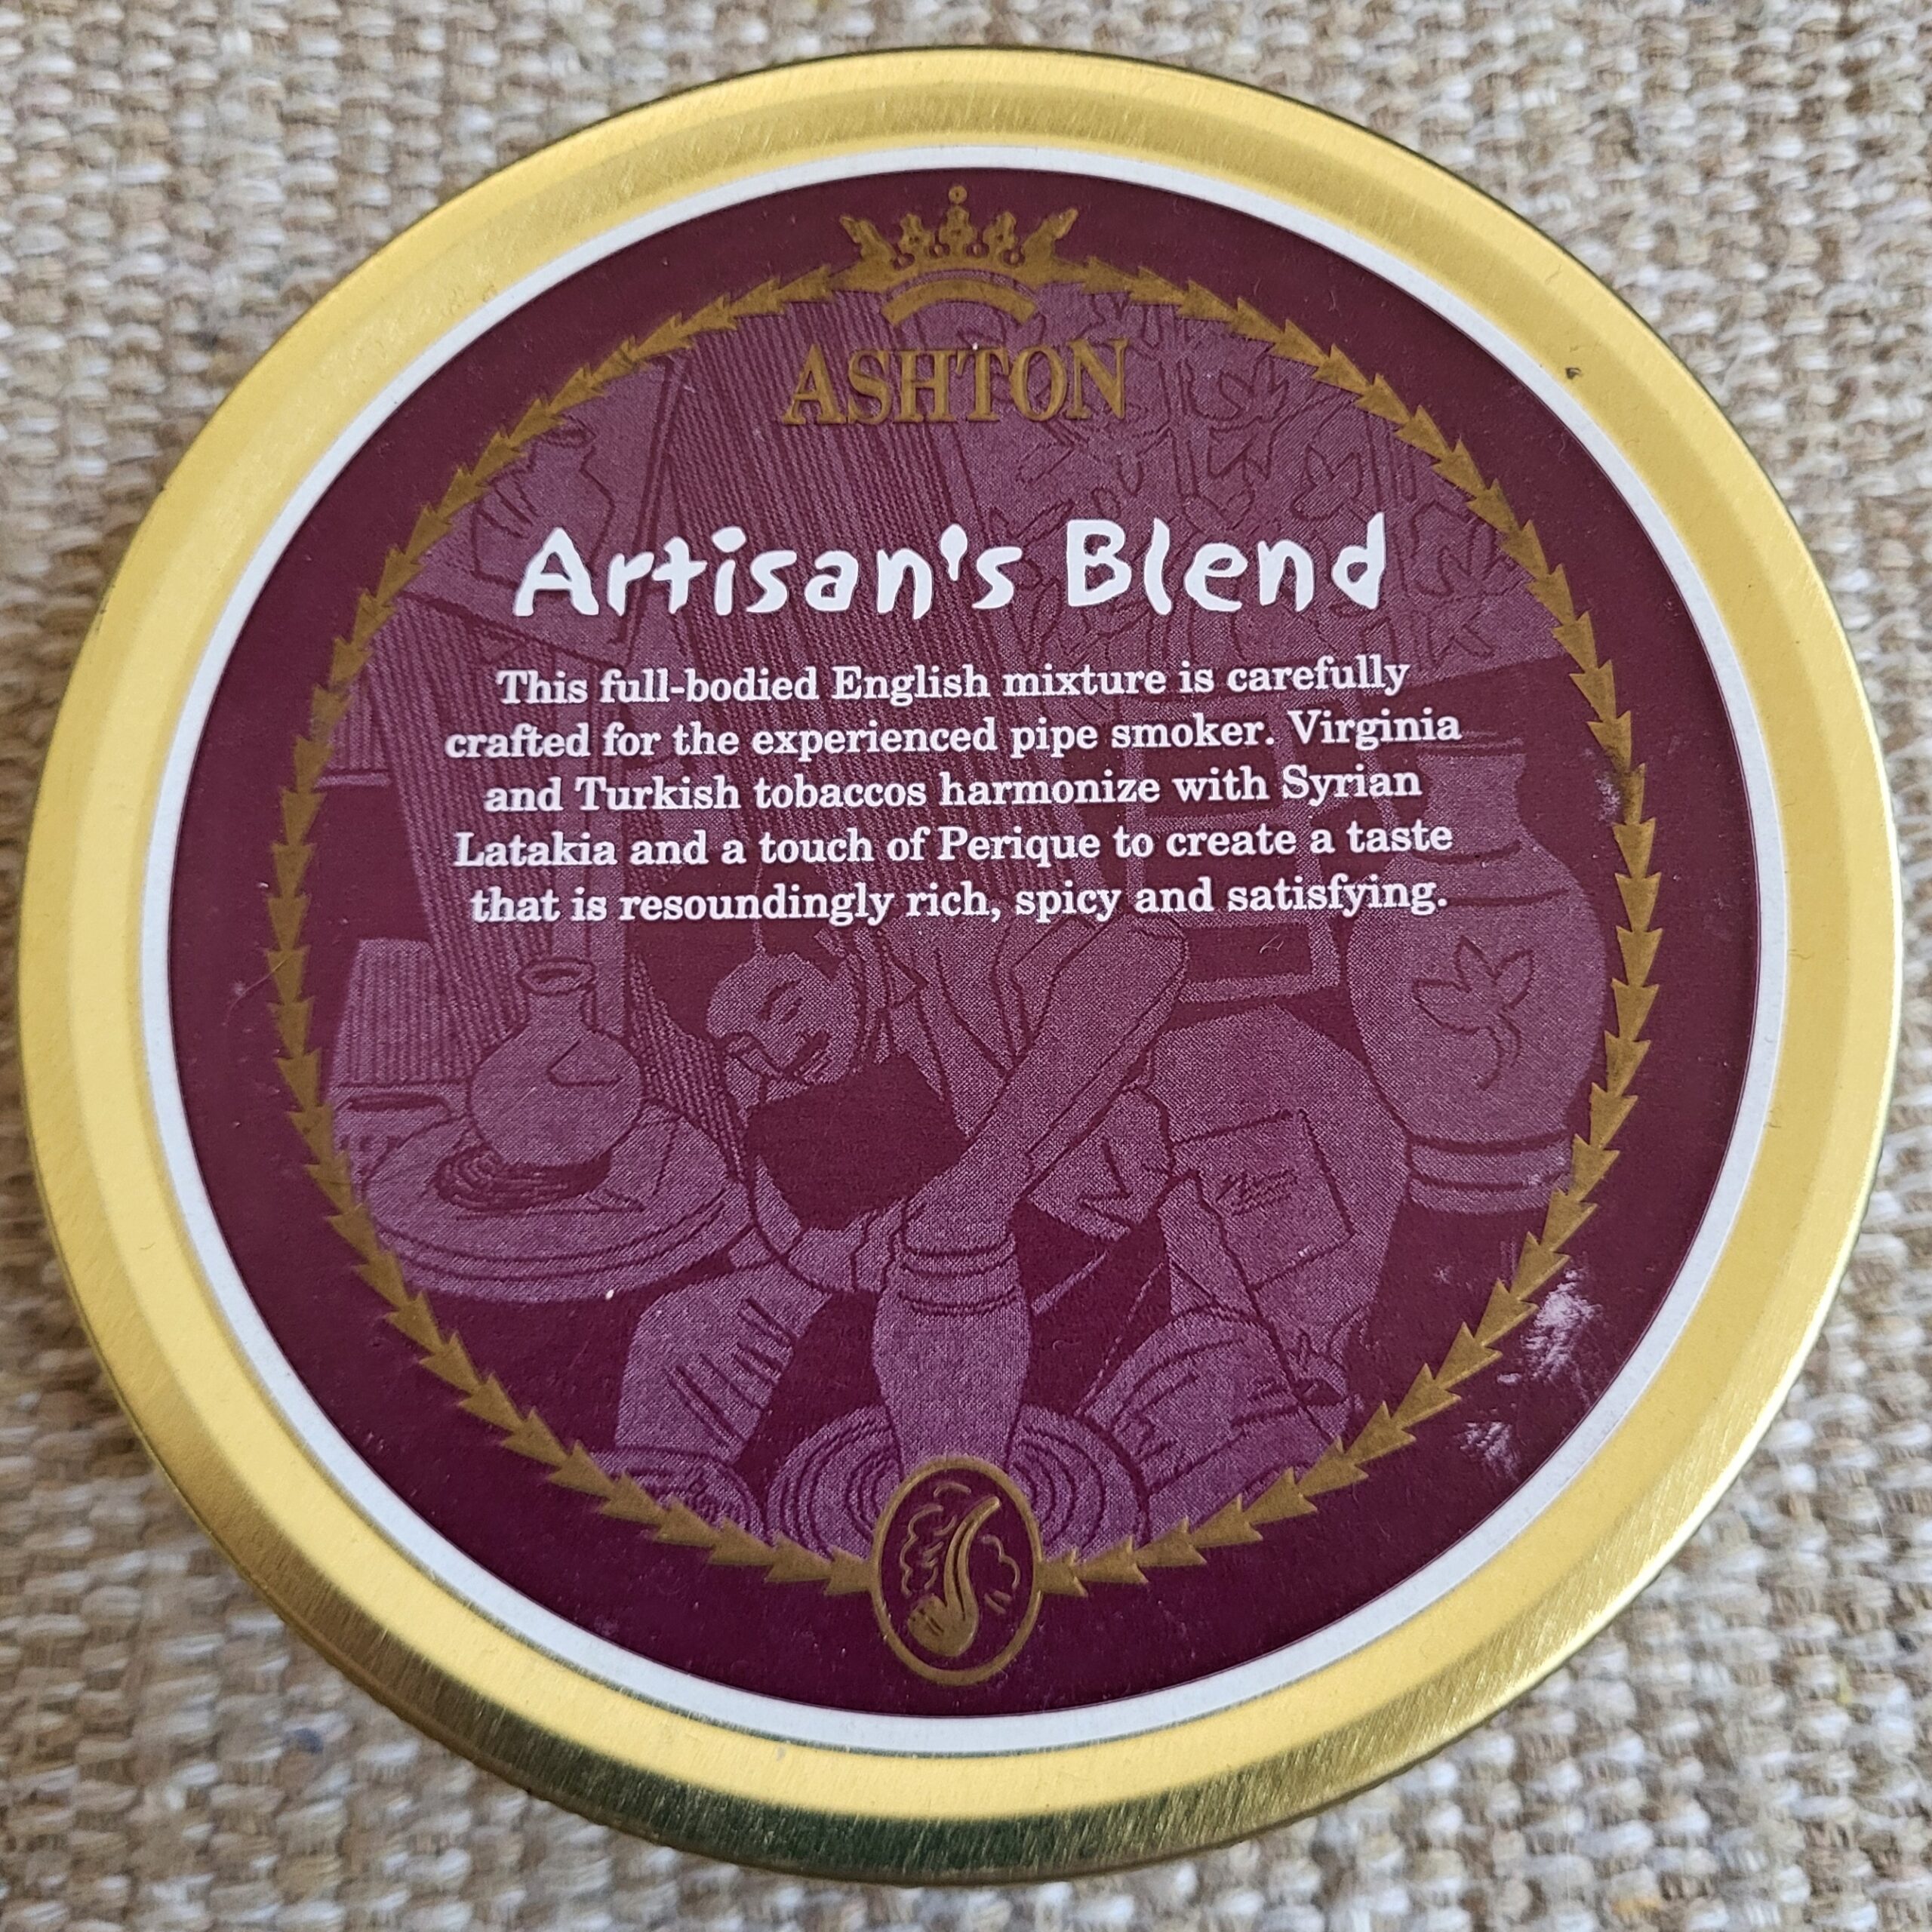 ASHTON
Artisan's Blend
This full-bodied English mixture is carefully
crafted for the experienced pipe smoker. Virginia
and Turkish tobaccos harmonize with Syrian
Latakia and a touch of Perique to create a taste
that is resoundingly rich, spicy and satisfying.